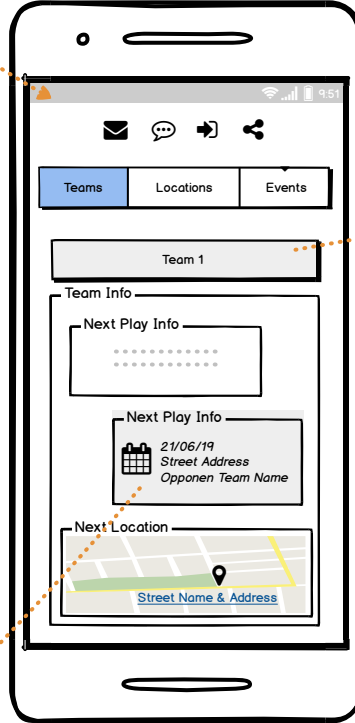 9:51
Teams Locations Events
Team 1
Team Info
Next Play Info
Next Play Info
21/06/19
Street Address
Opponen Team Name
Next Location
Street Name & Address